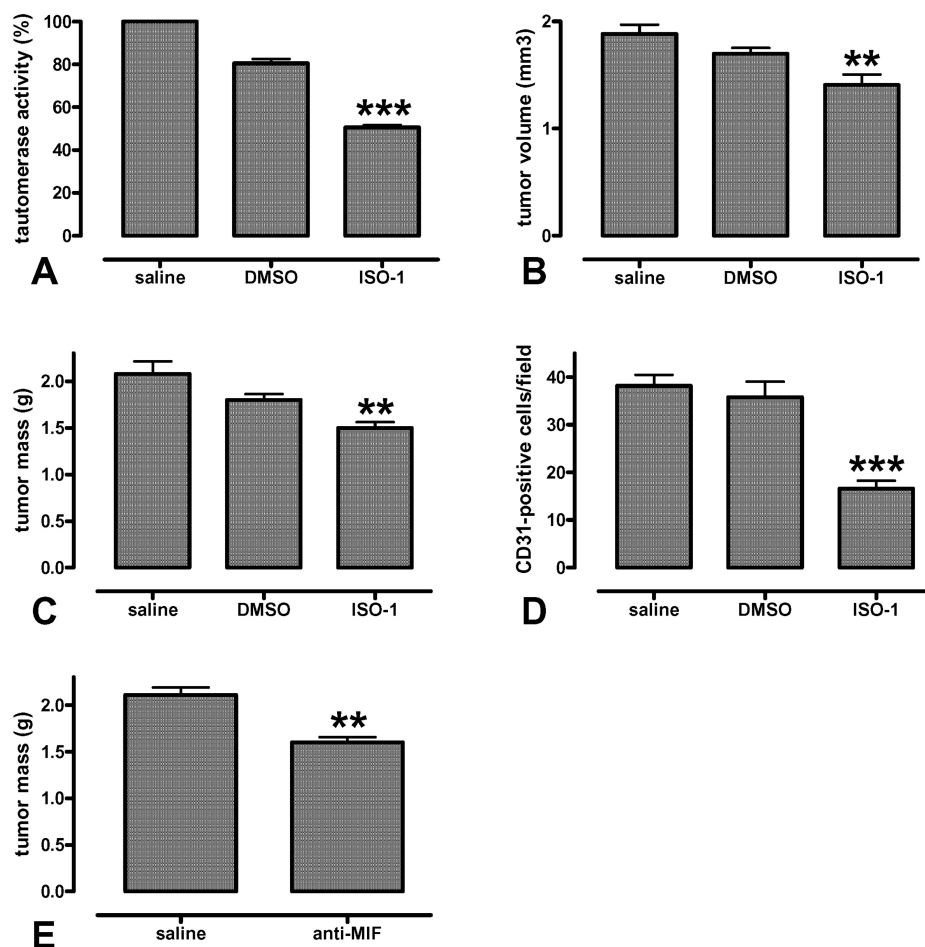 tautomerase activity (%)
100
80
60
40
20
0
***
saline DMSO ISO-1
A
tumor volume (mm3)
2
1
0
**
saline DMSO ISO-1
B
tumor mass (g)
2.0
1.5
1.0
0.5
0.0
**
saline DMSO ISO-1
C
CD31-positive cells/field
40
30
20
10
0
***
saline DMSO ISO-1
D
tumor mass (g)
2.0
1.5
1.0
0.5
0.0
**
saline anti-MIF
E